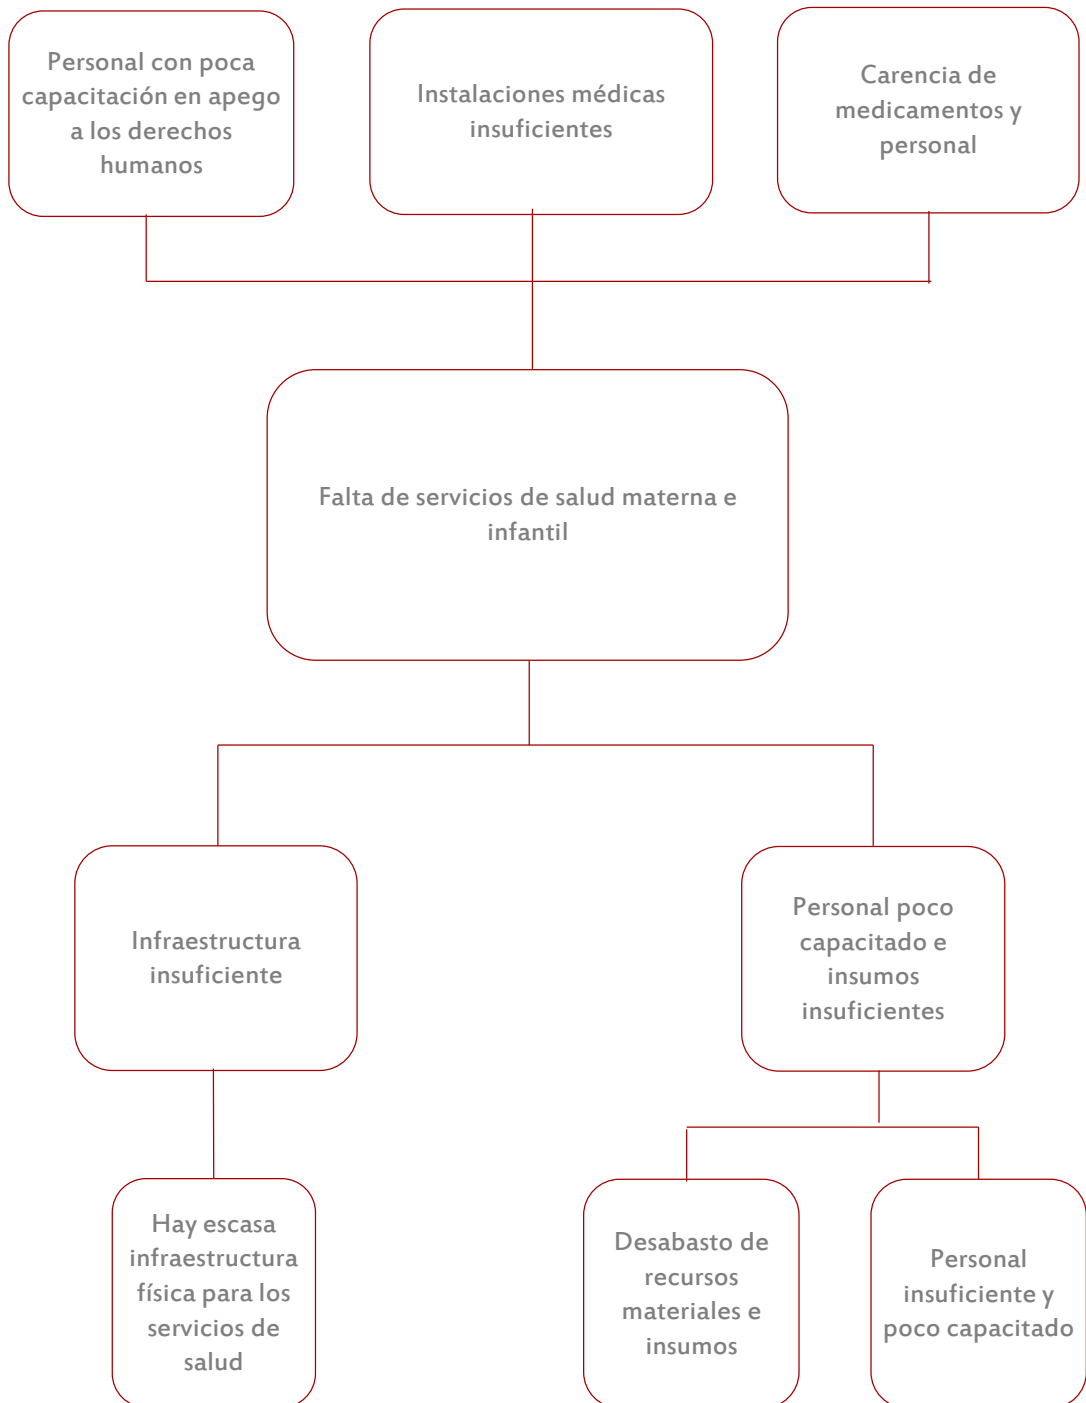 Personal con poca
capacitación en apego
a los derechos
humanos
Instalaciones médicas
insuficientes
Carencia de
medicamentos y
personal
Falta de servicios de salud materna e
infantil
Infraestructura
insuficiente
Personal poco
capacitado e
insumos
insuficientes
Hay escasa
infraestructura
física para los
servicios de
salud
Desabasto de
recursos
materiales e
insumos
Personal
insuficiente y
poco capacitado